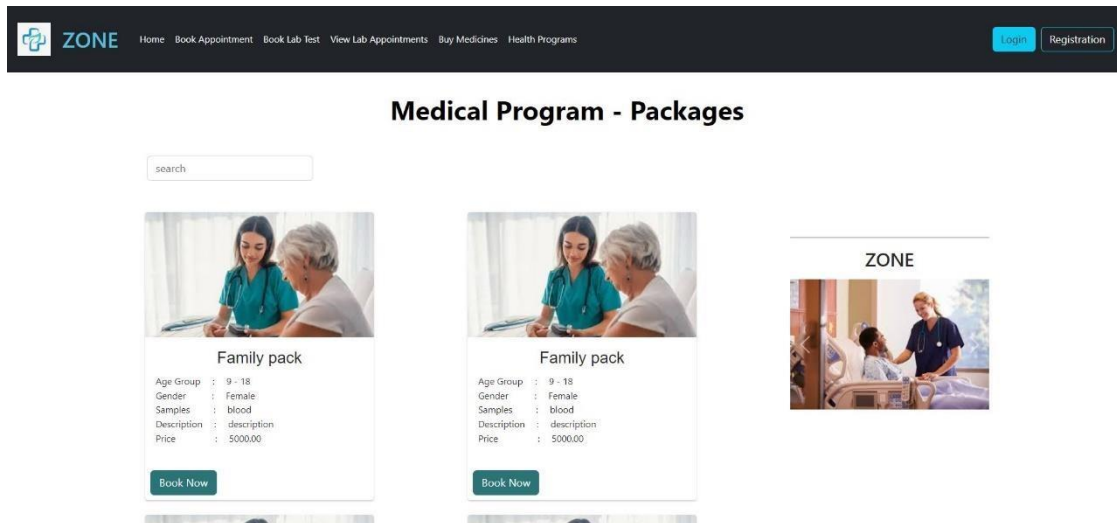 ZONE Home Book Appointment Book Lab Test View Lab Appointments Buy Medicines Health Programs Login Registration
Medical Program - Packages
search
Family pack
Age Group : 9 - 18
Gender : Female
Samples : blood
Description : description
Price : 5000.00
Book Now
Family pack
Age Group : 9 - 18
Gender : Female
Samples : blood
Description : description
Price : 5000.00
Book Now
ZONE